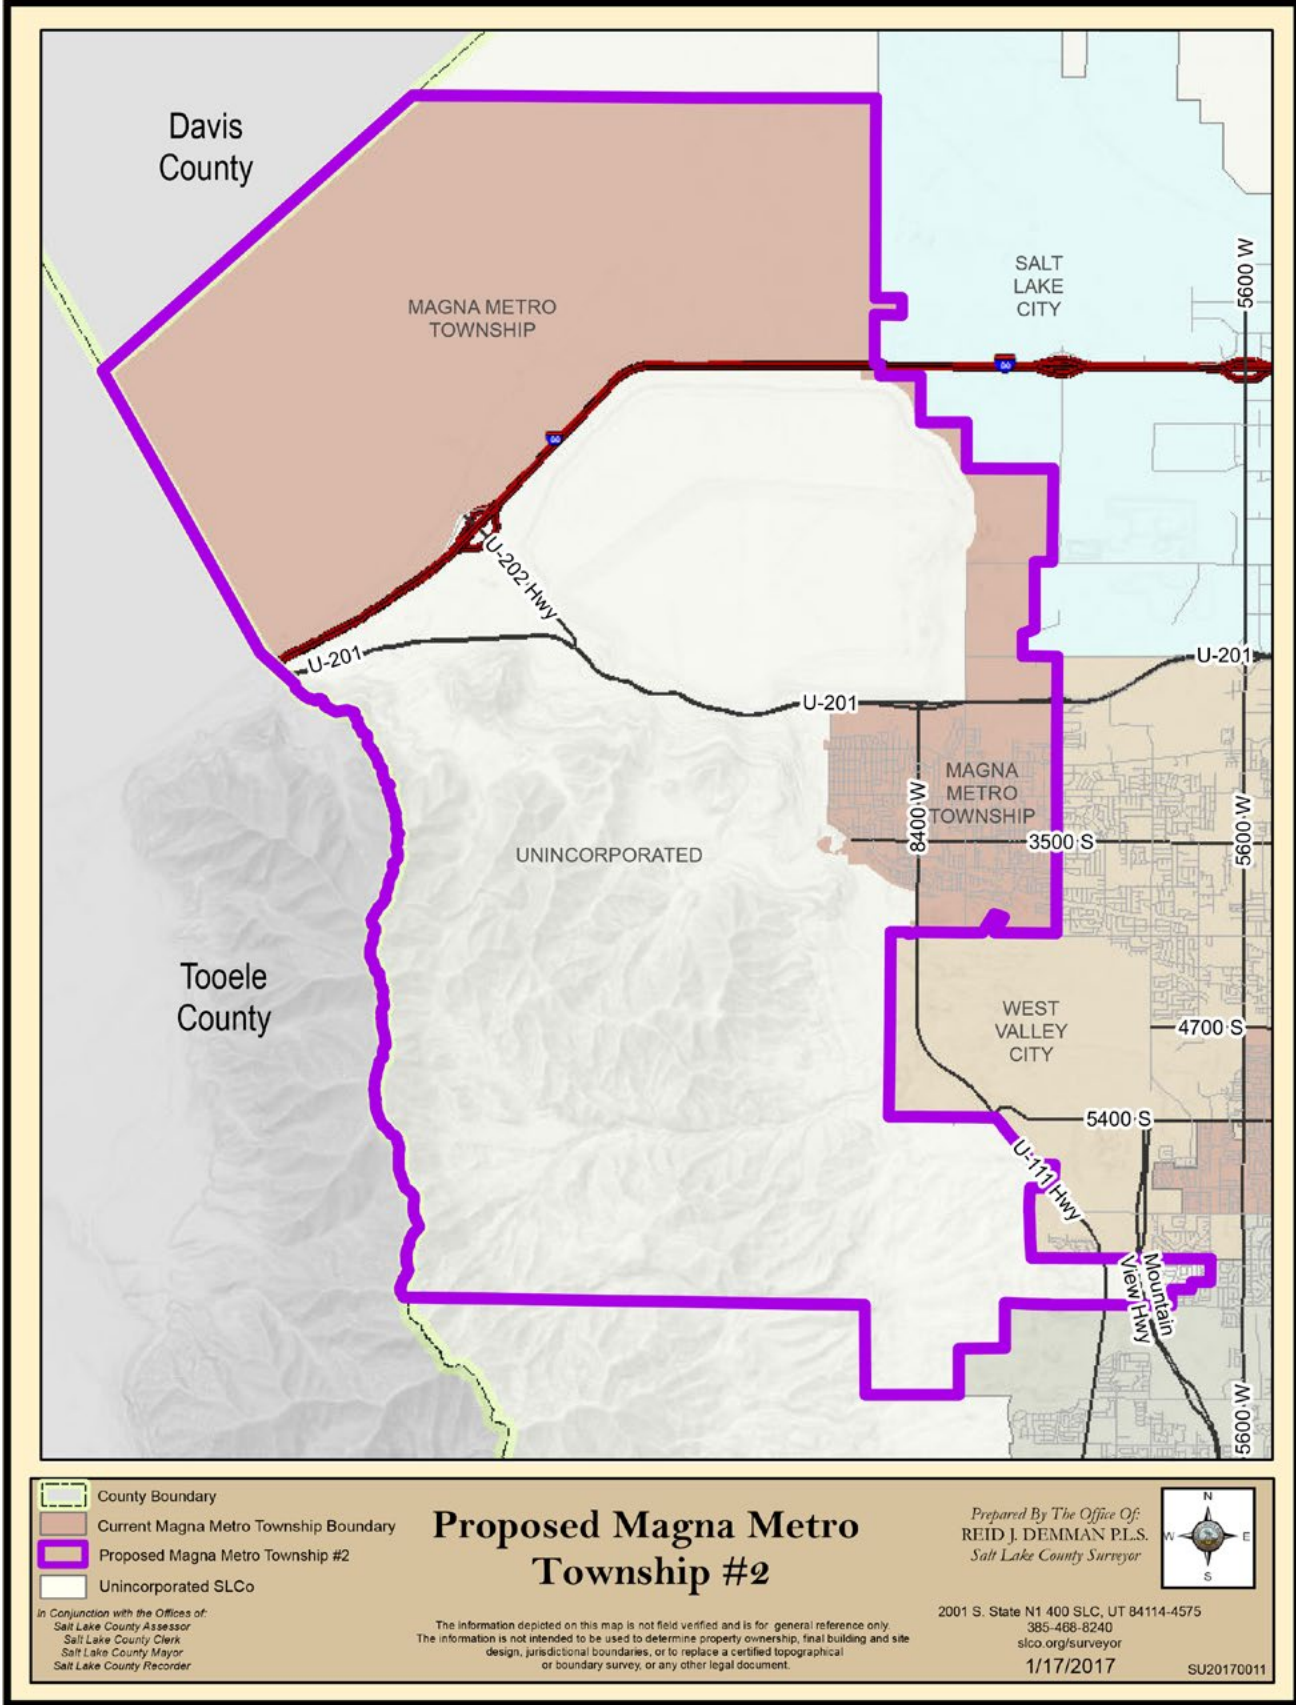 Davis
County
MAGNA METRO
TOWNSHIP
SALT
LAKE
CITY
5600 W
80
80
U-202 Hwy
U-201
U-201
U-201
MAGNA
METRO
TOWNSHIP
8400 W
3500 S
5600 W
UNINCORPORATED
Tooele
County
WEST
VALLEY
CITY
4700 S
5400 S
U-111 Hwy
Mountain
View Hwy
5600 W
County Boundary
Current Magna Metro Township Boundary
Proposed Magna Metro Township #2
Unincorporated SLCo
In Conjunction with the Offices of:
Salt Lake County Assessor
Salt Lake County Clerk
Salt Lake County Mayor
Salt Lake County Recorder
Proposed Magna Metro
Township #2
The information depicted on this map is not field verified and is for general reference only.
The information is not intended to be used to determine property ownership, final building and site
design, jurisdictional boundaries, or to replace a certified topographical
or boundary survey, or any other legal document.
Prepared By The Office Of:
REID J. DEMMAN P.L.S.
Salt Lake County Surveyor
N
W
E
S
2001 S. State N1 400 SLC, UT 84114-4575
385-468-8240
slco.org/surveyor
1/17/2017
SU20170011